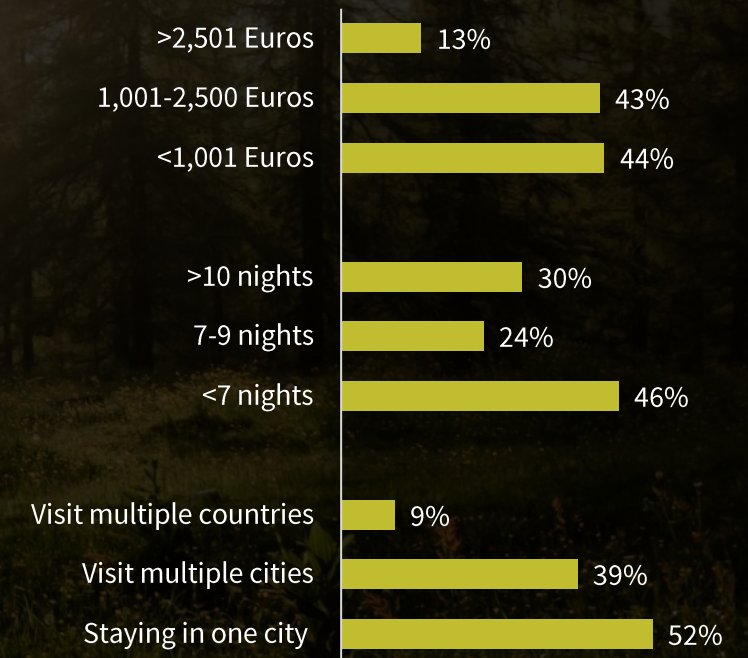 >2,501 Euros 13%
1,001-2,500 Euros 43%
<1,001 Euros 44%
>10 nights 30%
7-9 nights 24%
<7 nights 46%
Visit multiple countries 9%
Visit multiple cities 39%
Staying in one city 52%